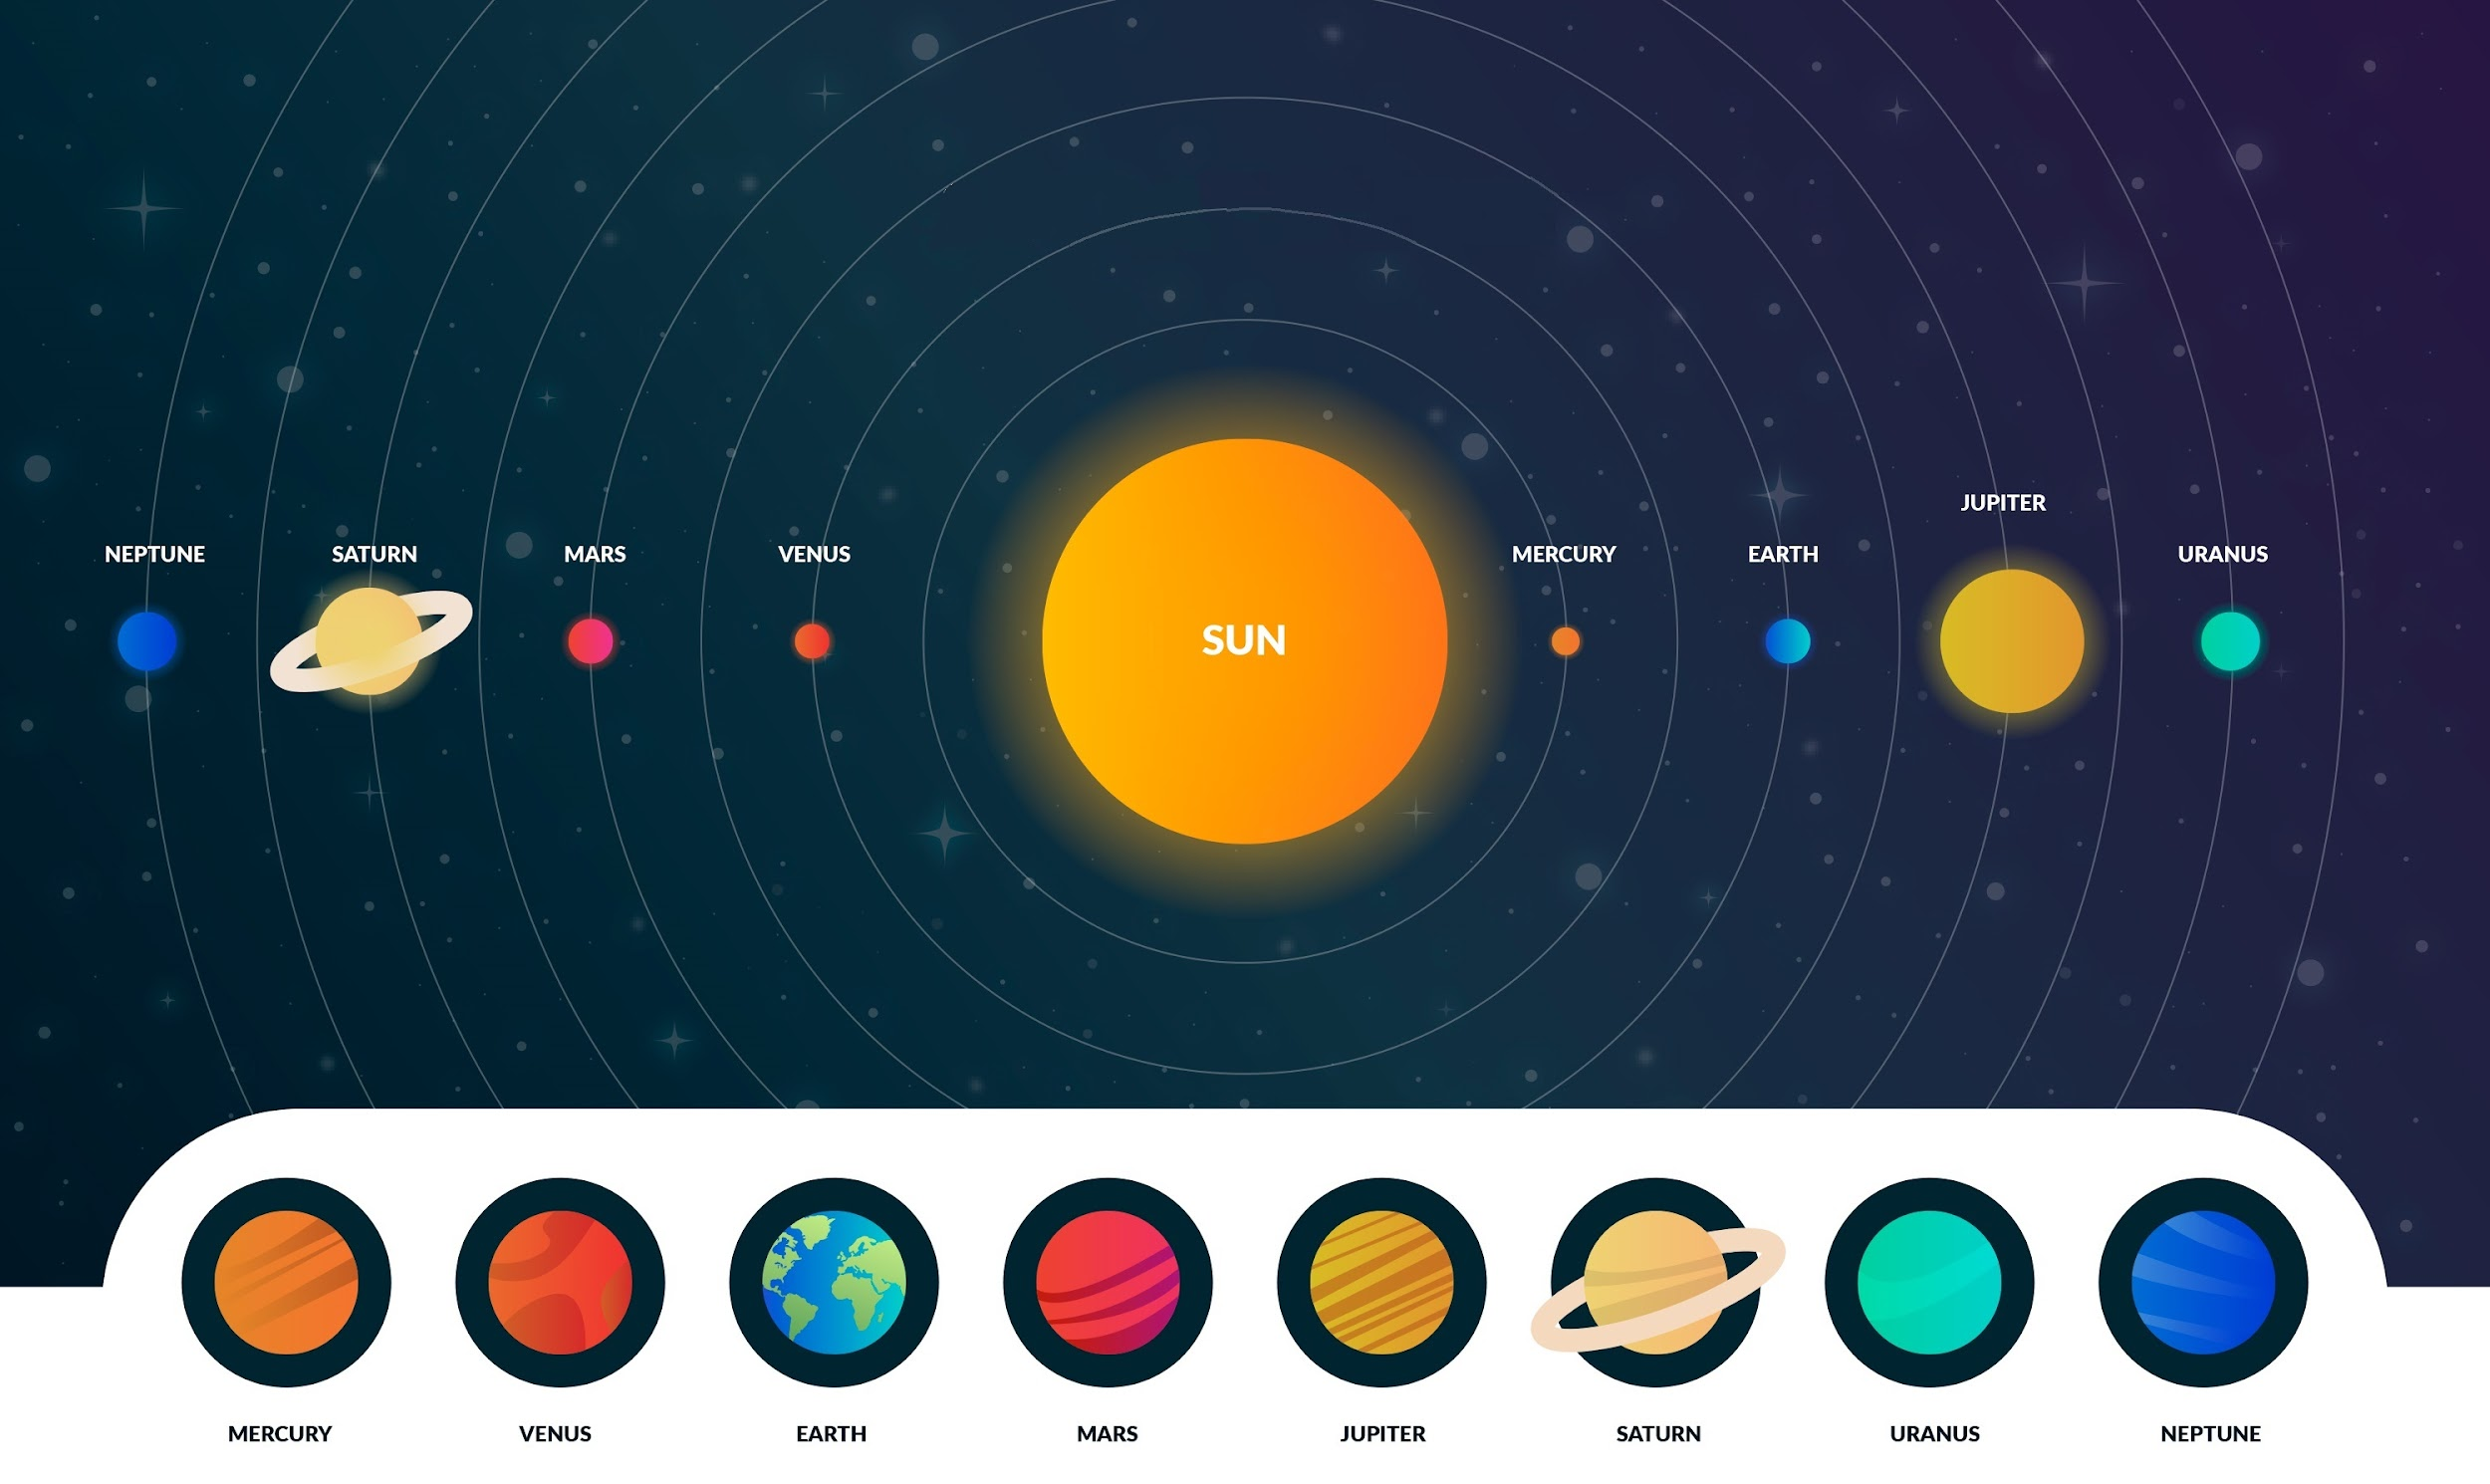 JUPITER
NEPTUNE
SATURN
MARS
VENUS
MERCURY
EARTH
URANUS
SUN
MERCURY
VENUS
EARTH
MARS
JUPITER
SATURN
URANUS
NEPTUNE